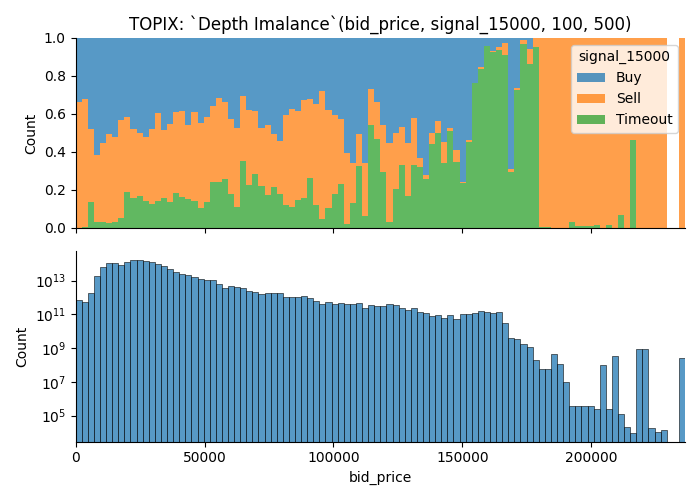 TOPIX: `Depth Imalance`(bid_price, signal_15000, 100, 500)
1.0
0.8
0.6
0.4
0.2
0.0
Count
signal_15000
Buy
Sell
Timeout
10^13
10^11
10^9
10^7
10^5
Count
0 50000 100000 150000 200000
bid_price